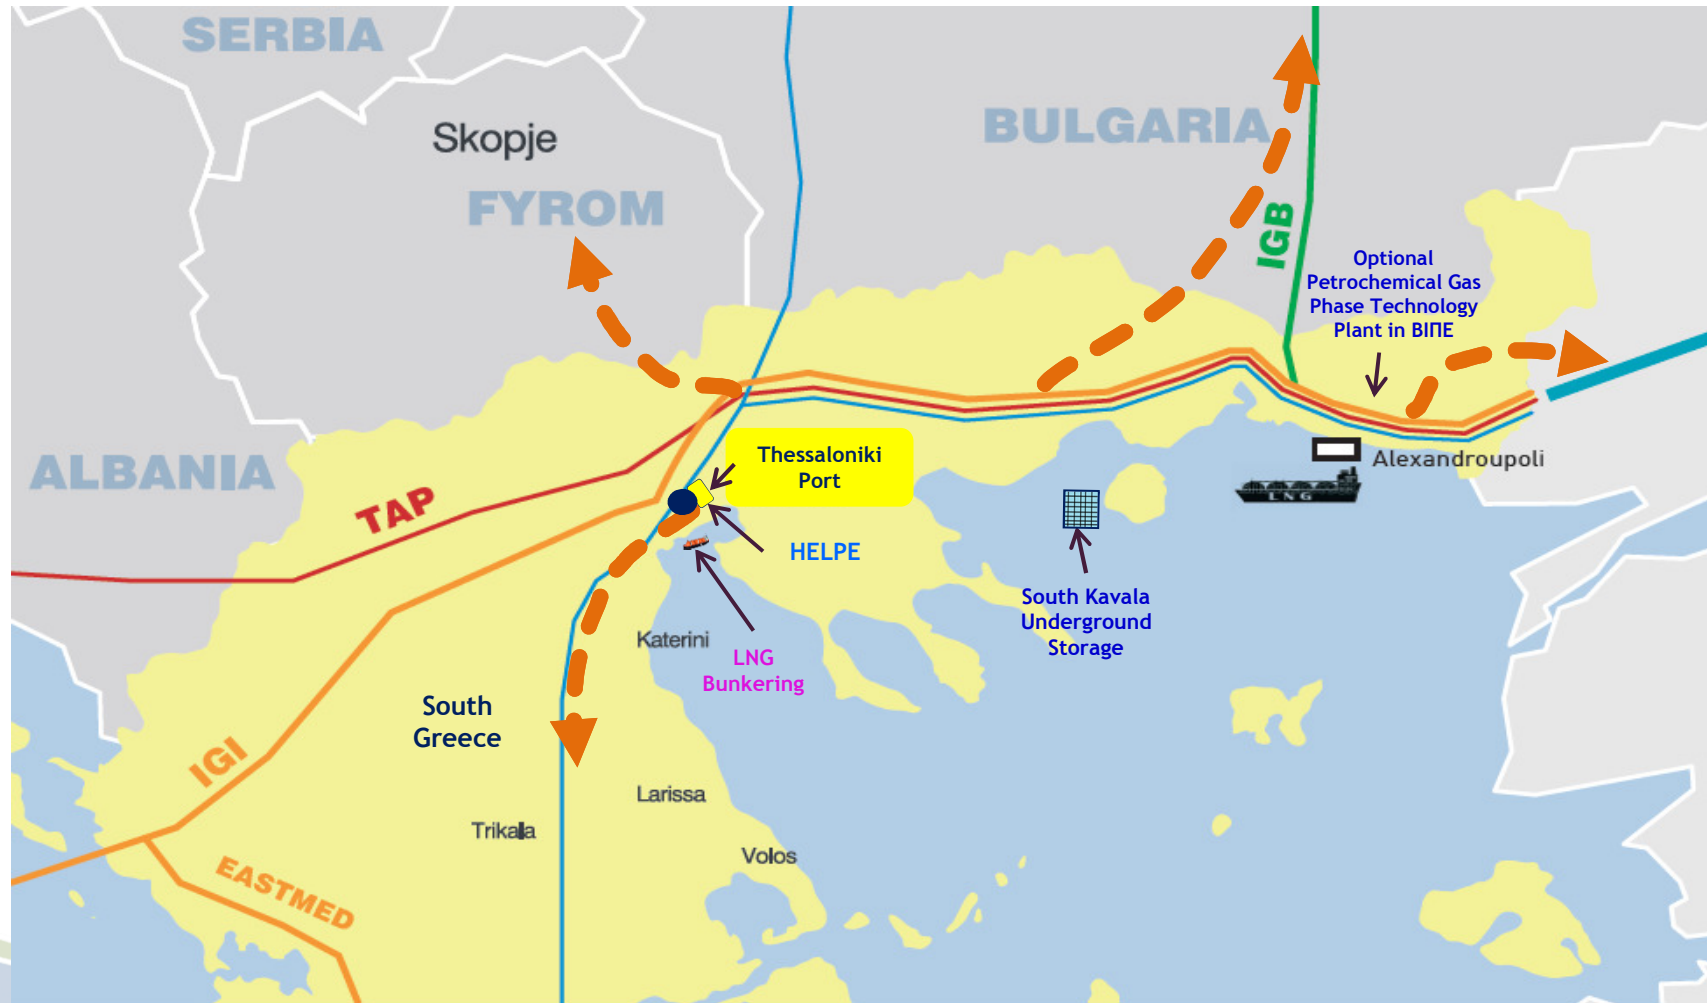 SERBIA
Skopje
FYROM
BULGARIA
IGB
Optional
Petrochemical Gas
Phase Technology
Plant in ΒΙΠΕ
ALBANIA
TAP
Thessaloniki
Port
Alexandroupoli
LNG
HELPE
South Kavala
Underground
Storage
Katerini
LNG
Bunkering
South
Greece
IGI
Larissa
Trikala
Volos
EASTMED